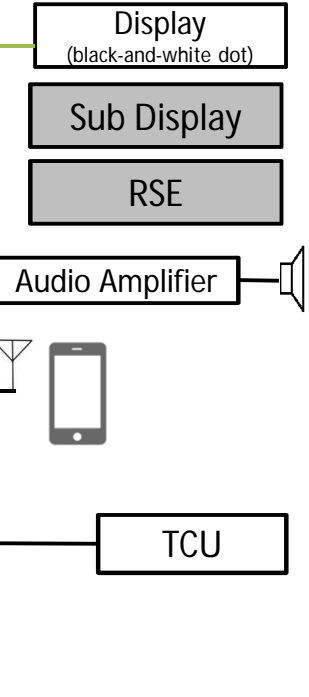 Display
(black-and-white dot)
Sub Display
RSE
Audio Amplifier
TCU